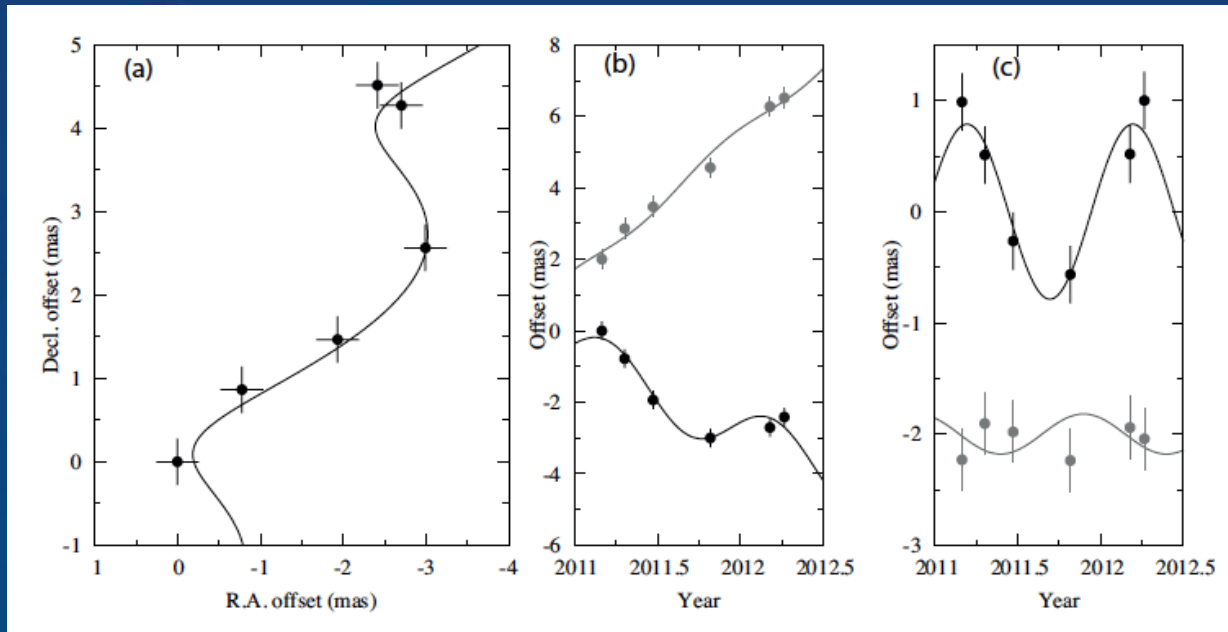 (a)
5
4
3
2
1
0
-1
Decl. offset (mas)
1 0 -1 -2 -3 -4
R.A. offset (mas)
(b)
8
6
4
2
0
-2
-4
-6
Offset (mas)
2011 2011.5 2012 2012.5
Year
(c)
1
0
-1
-2
-3
Offset (mas)
2011 2011.5 2012 2012.5
Year